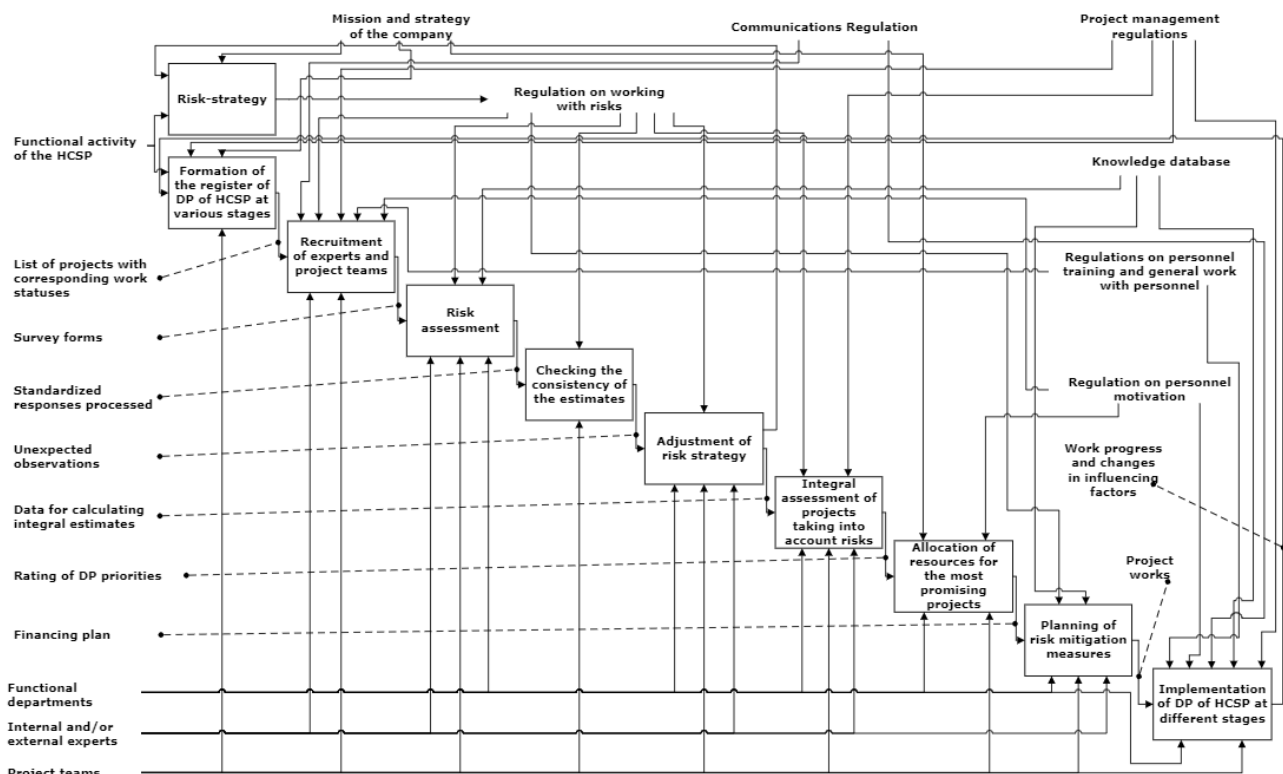 Mission and strategy
of the company
Communications Regulation
Project management
regulations
Risk-strategy
Regulation on working
with risks
Functional activity
of the HCSP
Formation of
the register of
DP of HCSP at
various stages
Knowledge database
Recruitment
of experts and
project teams
List of projects with
corresponding work
statuses
Regulations on personnel
training and general work
with personnel
Risk
assessment
Survey forms
Checking the
consistency of
the estimates
Standardized
responses processed
Regulation on personnel
motivation
Adjustment of
risk strategy
Unexpected
observations
Work progress
and changes
in influencing
factors
Integral
assessment of
projects
taking into
account risks
Data for calculating
integral estimates
Allocation of
resources for
the most
promising
projects
Rating of DP priorities
Project
works
Financing plan
Planning of
risk mitigation
measures
Functional
departments
Implementation
of DP of HCSP at
different stages
Internal and/or
external experts
Project teams